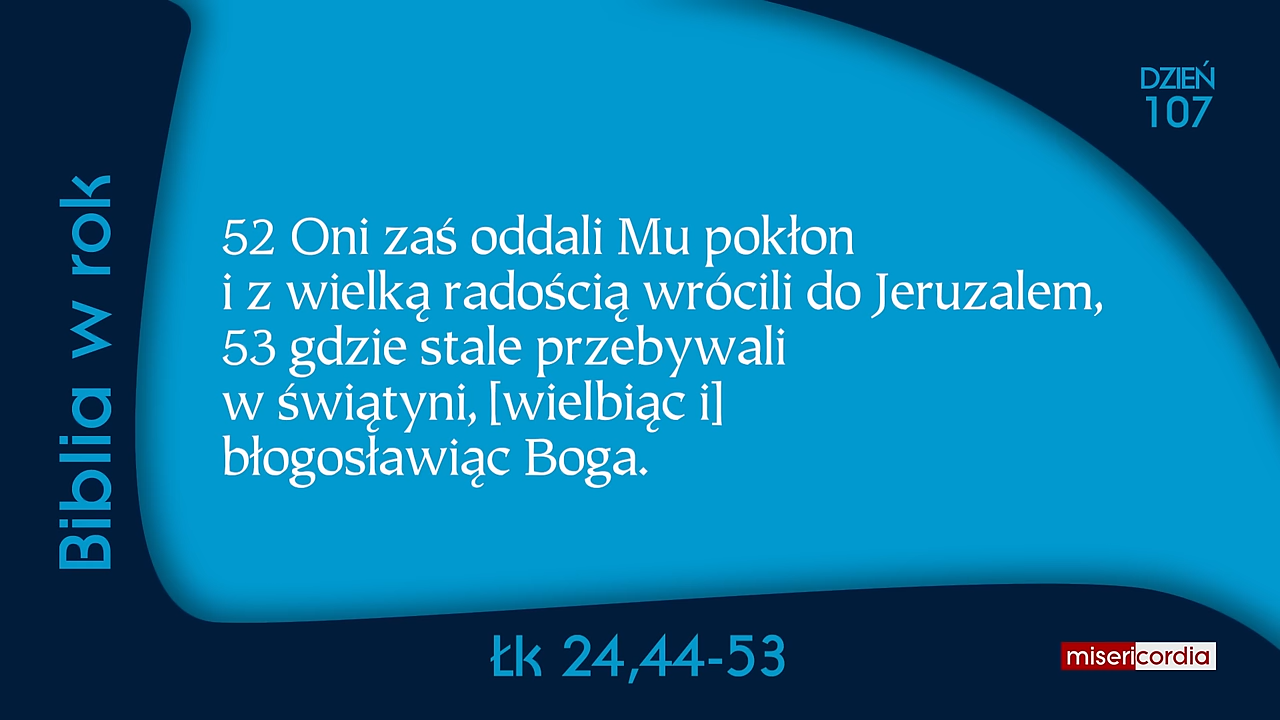 DZIEŃ
107
Biblia w rok
52 Oni zaś oddali Mu pokłon
i z wielką radością wrócili do Jeruzalem,
53 gdzie stale przebywali
w świątyni, [wielbiąc i]
błogosławiąc Boga.
Łk 24,44-53
misericordia